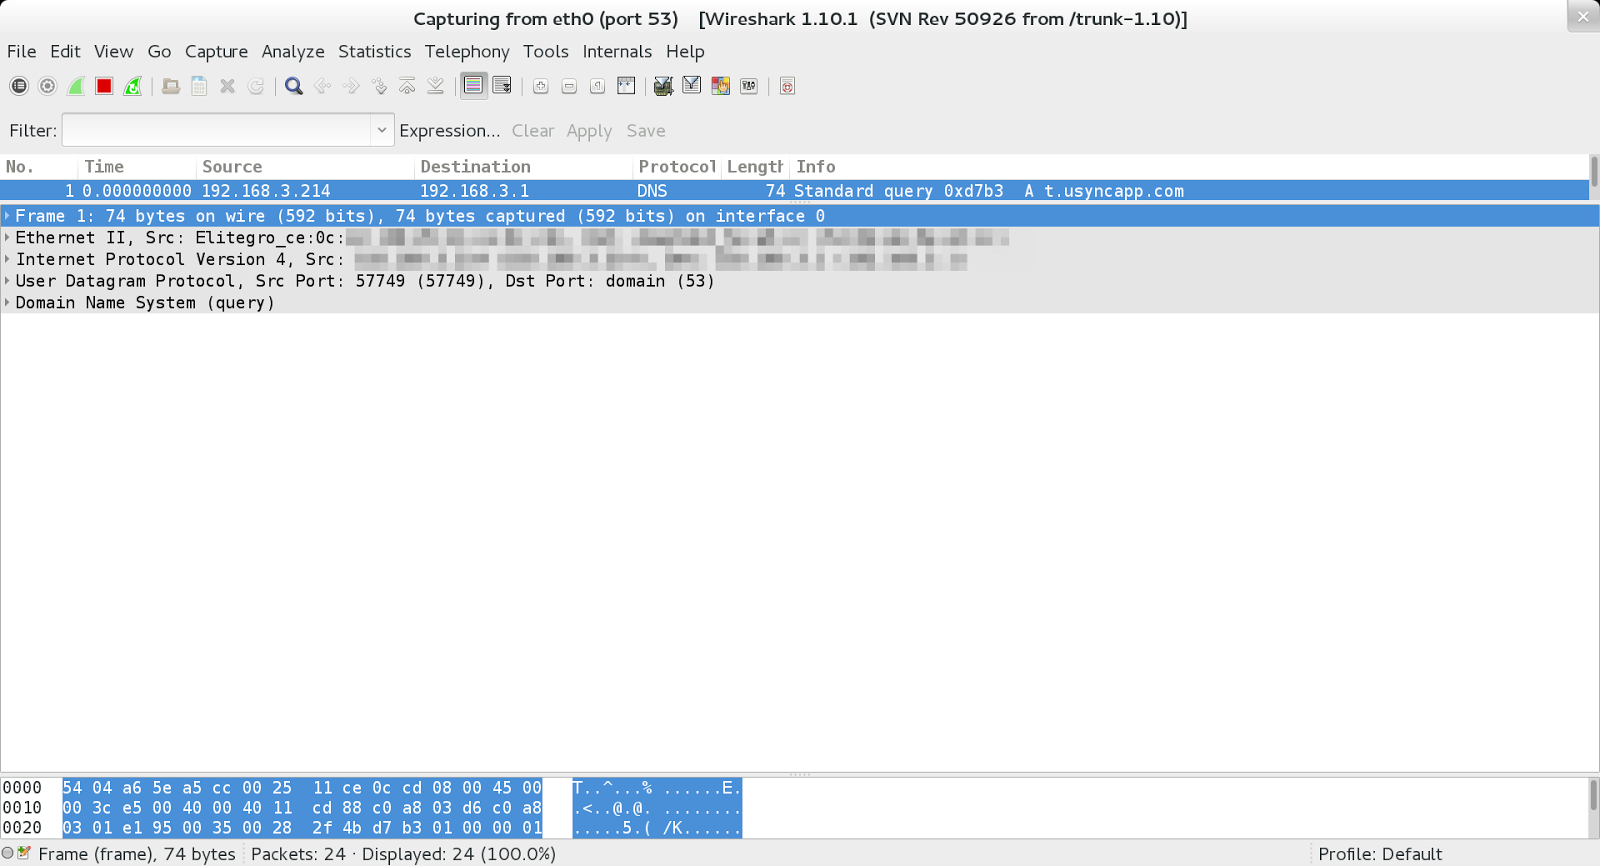 Capturing from eth0 (port 53)    [Wireshark 1.10.1  (SVN Rev 50926 from /trunk-1.10)]
File Edit View Go Capture Analyze Statistics Telephony Tools Internals Help
Filter: Expression... Clear Apply Save
No. Time Source Destination Protocol Length Info
1 0.000000000 192.168.3.214 192.168.3.1 DNS 74 Standard query 0xd7b3  A t.usyncapp.com
Frame 1: 74 bytes on wire (592 bits), 74 bytes captured (592 bits) on interface 0
Ethernet II, Src: Elitegro_ce:0c:
Internet Protocol Version 4, Src:
User Datagram Protocol, Src Port: 57749 (57749), Dst Port: domain (53)
Domain Name System (query)
0000 54 04 a6 5e a5 cc 00 25 11 ce 0c cd 08 00 45 00 T..^...% ......E.
0010 00 3c e5 00 40 00 40 11 cd 88 c0 a8 03 d6 c0 a8 .<..@.@. ........
0020 03 01 e1 95 00 35 00 28 2f 4b d7 b3 01 00 00 01 .....5.( /K......
Frame (frame), 74 bytes Packets: 24 · Displayed: 24 (100.0%) Profile: Default